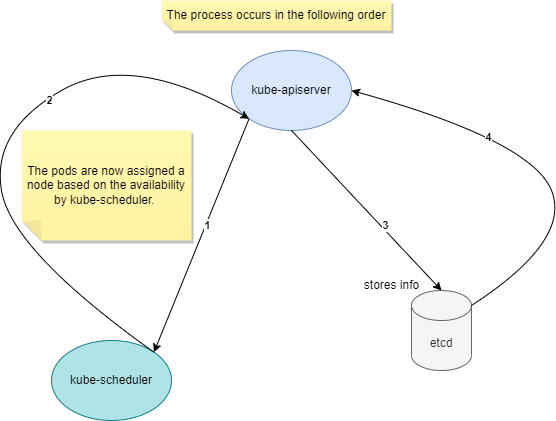 The process occurs in the following order
kube-apiserver
2
The pods are now assigned a
node based on the availability
by kube-scheduler.
4
1
3
stores info
etcd
kube-scheduler